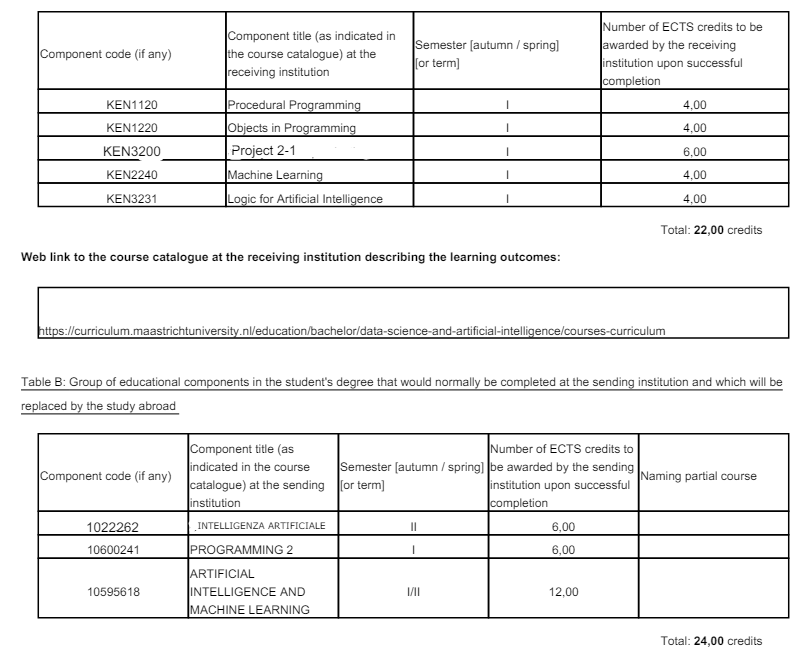 Component code (if any) Component title (as indicated in the course catalogue) at the receiving institution Semester [autumn / spring] [or term] Number of ECTS credits to be awarded by the receiving institution upon successful completion
KEN1120 Procedural Programming I 4,00
KEN1220 Objects in Programming I 4,00
KEN3200 Project 2-1 I 6,00
KEN2240 Machine Learning I 4,00
KEN3231 Logic for Artificial Intelligence I 4,00
Total: 22,00 credits
Web link to the course catalogue at the receiving institution describing the learning outcomes:
https://curriculum.maastrichtuniversity.nl/education/bachelor/data-science-and-artificial-intelligence/courses-curriculum
Table B: Group of educational components in the student's degree that would normally be completed at the sending institution and which will be
replaced by the study abroad
Component code (if any) Component title (as indicated in the course catalogue) at the sending institution Semester [autumn / spring] [or term] Number of ECTS credits to be awarded by the sending institution upon successful completion Naming partial course
1022262 INTELLIGENZA ARTIFICIALE II 6,00
10600241 PROGRAMMING 2 I 6,00
10595618 ARTIFICIAL INTELLIGENCE AND MACHINE LEARNING I/II 12,00
Total: 24,00 credits